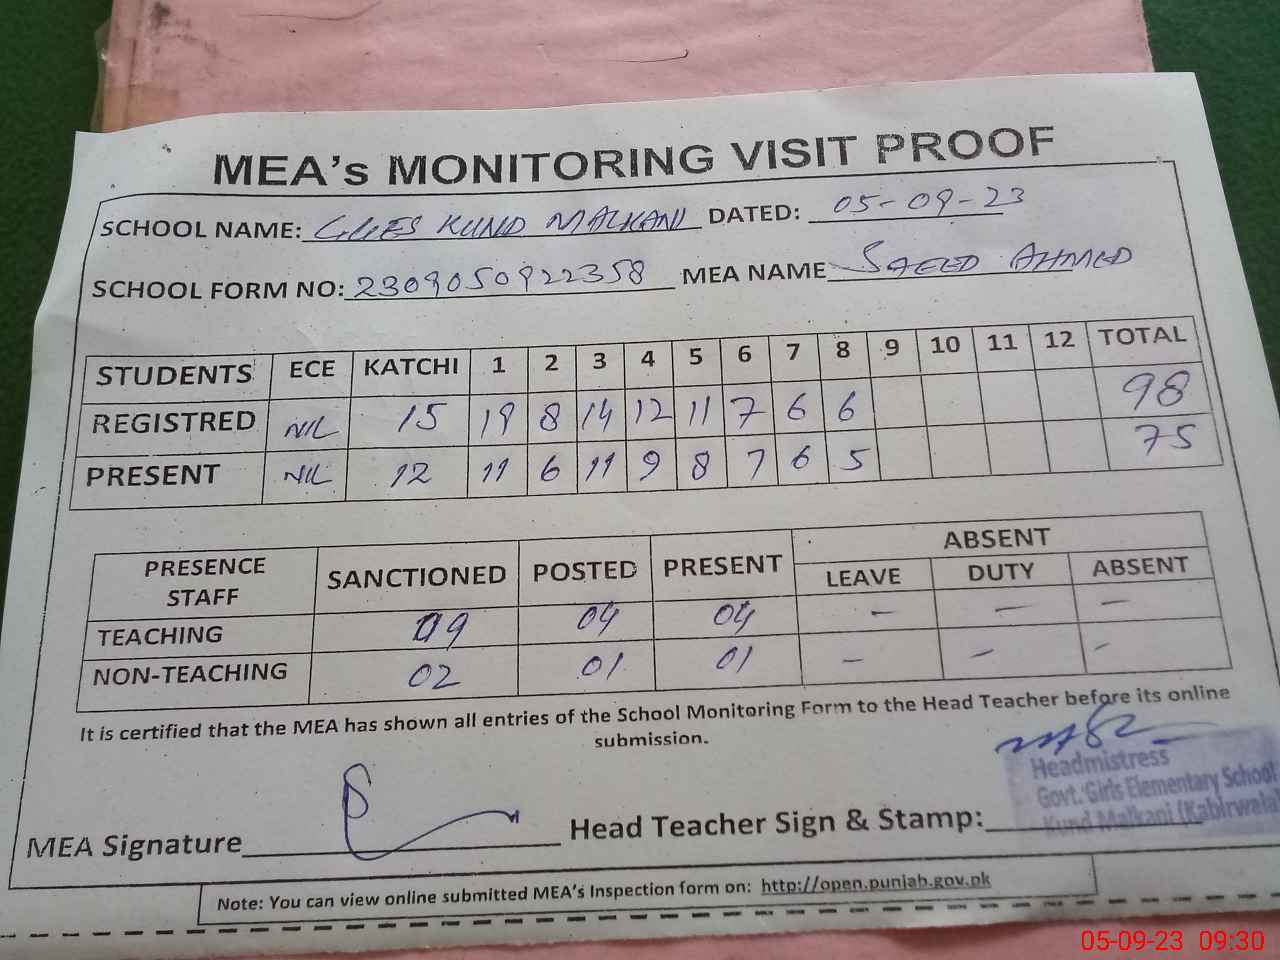 MEA's MONITORING VISIT PROOF
SCHOOL NAME: GGES KUND MALKANI DATED: 05-09-23
SCHOOL FORM NO: 2309050922358 MEA NAME SAEED AHMED
STUDENTS ECE KATCHI 1 2 3 4 5 6 7 8 9 10 11 12 TOTAL
REGISTRED NIL 15 19 8 14 12 11 7 6 6 98
PRESENT NIL 12 11 6 11 9 8 7 6 5 75
PRESENCE STAFF SANCTIONED POSTED PRESENT ABSENT
LEAVE DUTY ABSENT
TEACHING 09 04 04 – – –
NON-TEACHING 02 01 01 – – –
It is certified that the MEA has shown all entries of the School Monitoring Form to the Head Teacher before its online
submission.
Headmistress
Govt. Girls Elementary School
Kund Malkani (Kabirwala)
MEA Signature Head Teacher Sign & Stamp:
Note: You can view online submitted MEA's Inspection form on: http://open.punjab.gov.pk
05-09-23 09:30